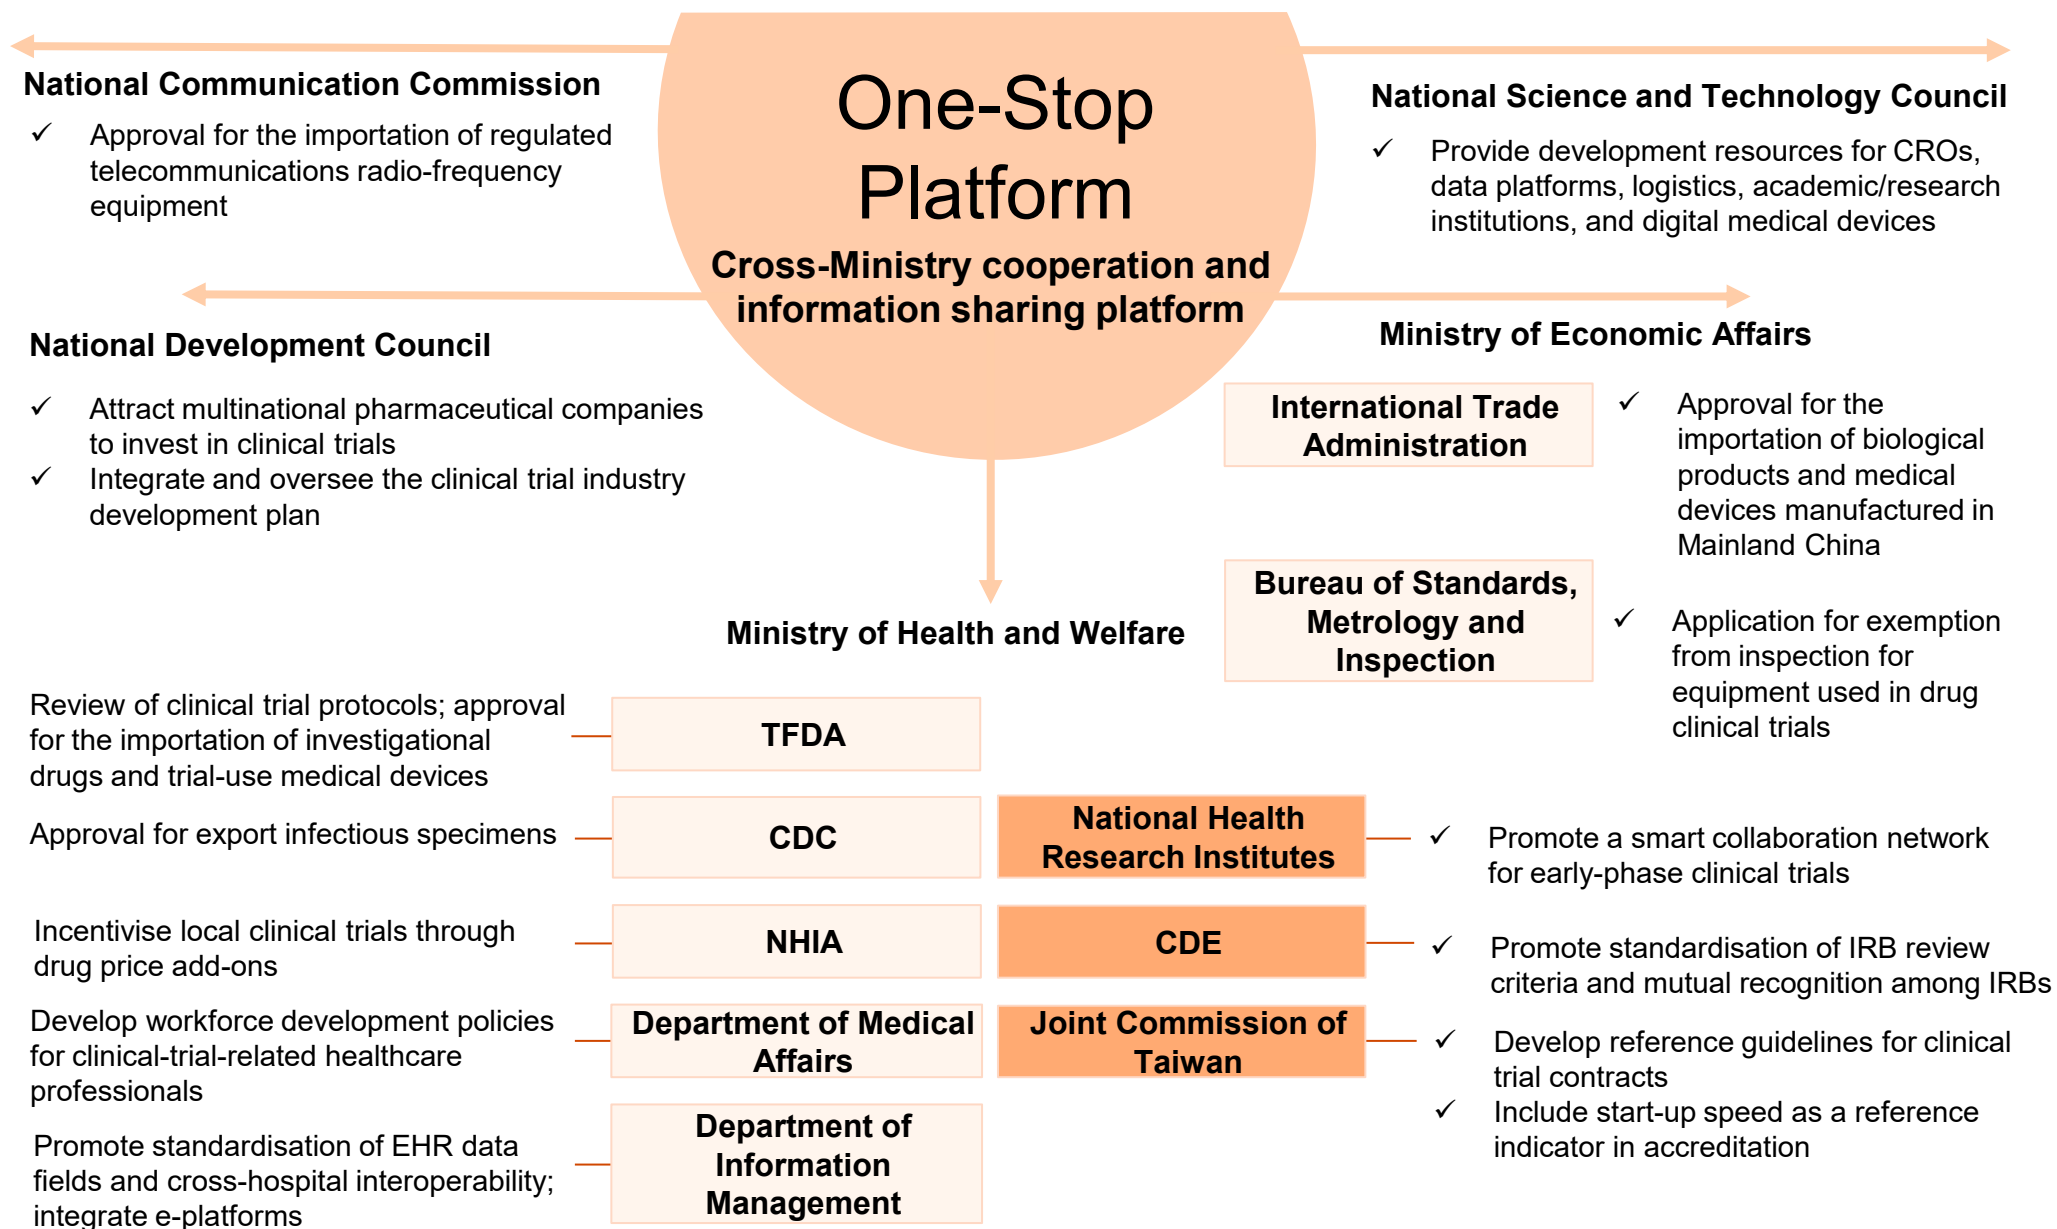 One-Stop
Platform
Cross-Ministry cooperation and
information sharing platform
National Communication Commission
✓ Approval for the importation of regulated
telecommunications radio-frequency
equipment
National Science and Technology Council
✓ Provide development resources for CROs,
data platforms, logistics, academic/research
institutions, and digital medical devices
National Development Council
✓ Attract multinational pharmaceutical companies
to invest in clinical trials
✓ Integrate and oversee the clinical trial industry
development plan
Ministry of Economic Affairs
International Trade
Administration
✓ Approval for the
importation of biological
products and medical
devices manufactured in
Mainland China
Bureau of Standards,
Metrology and
Inspection
✓ Application for exemption
from inspection for
equipment used in drug
clinical trials
Ministry of Health and Welfare
Review of clinical trial protocols; approval
for the importation of investigational
drugs and trial-use medical devices
TFDA
Approval for export infectious specimens
CDC
National Health
Research Institutes
✓ Promote a smart collaboration network
for early-phase clinical trials
Incentivise local clinical trials through
drug price add-ons
NHIA
CDE
✓ Promote standardisation of IRB review
criteria and mutual recognition among IRBs
Develop workforce development policies
for clinical-trial-related healthcare
professionals
Department of Medical
Affairs
Joint Commission of
Taiwan
✓ Develop reference guidelines for clinical
trial contracts
✓ Include start-up speed as a reference
indicator in accreditation
Promote standardisation of EHR data
fields and cross-hospital interoperability;
integrate e-platforms
Department of
Information
Management